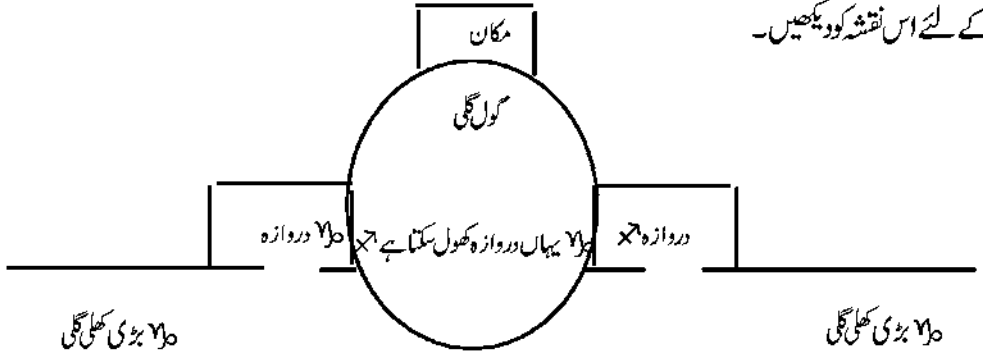 کے لئے اس نقشہ کو دیکھیں۔
مکان
گول گلی
دروازہ ♐ ♑ یہاں دروازہ کھول سکتا ہے ♐ ♑ دروازہ
♑ بڑی کھلی گلی ♑ بڑی کھلی گلی